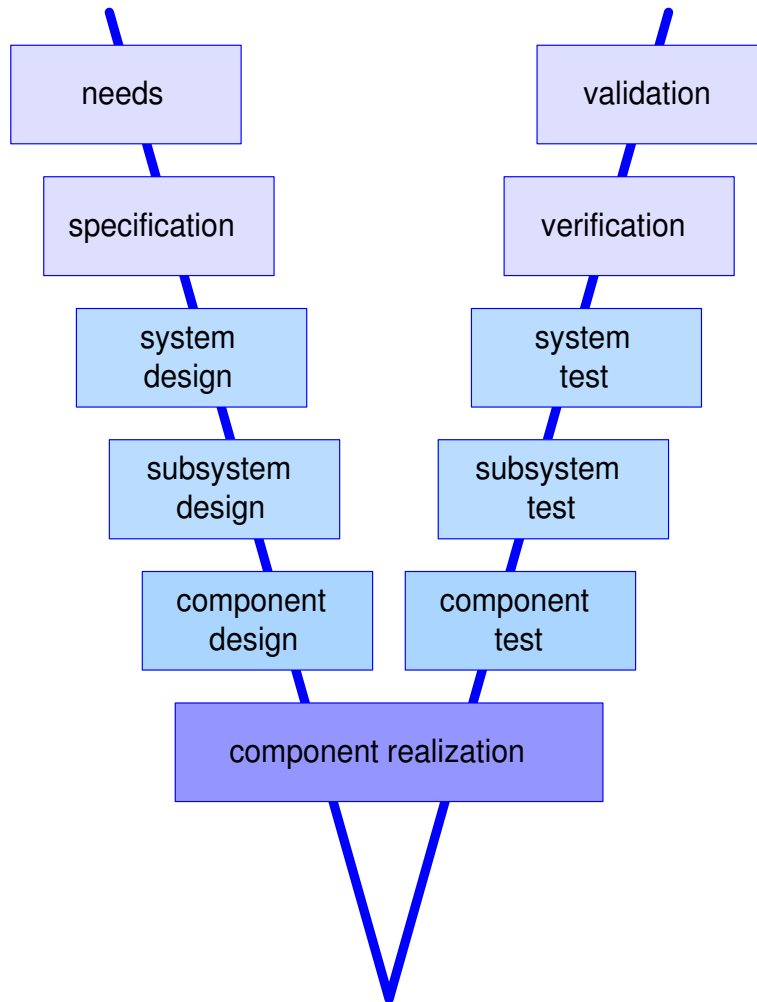 needs
validation
specification
verification
system
design
system
test
subsystem
design
subsystem
test
component
design
component
test
component realization